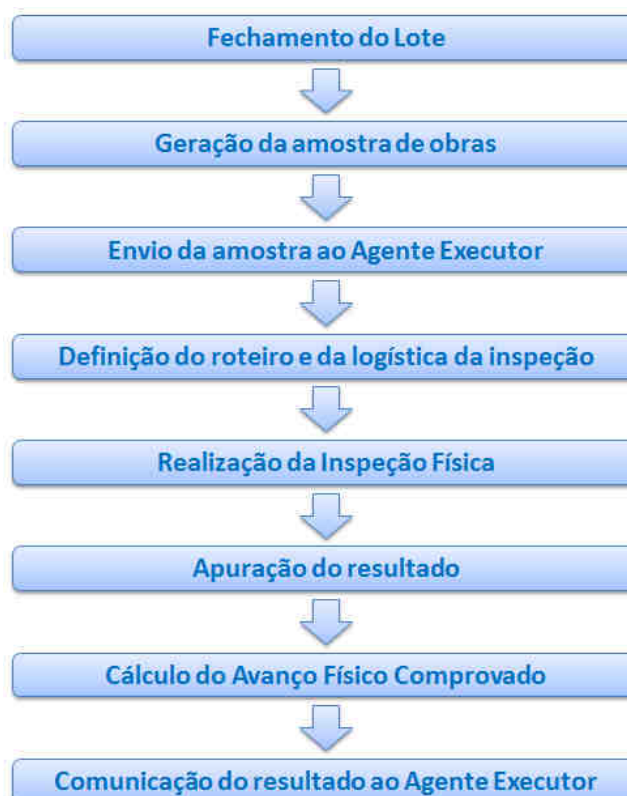 Fechamento do Lote
Geração da amostra de obras
Envio da amostra ao Agente Executor
Definição do roteiro e da logística da inspeção
Realização da Inspeção Física
Apuração do resultado
Cálculo do Avanço Físico Comprovado
Comunicação do resultado ao Agente Executor